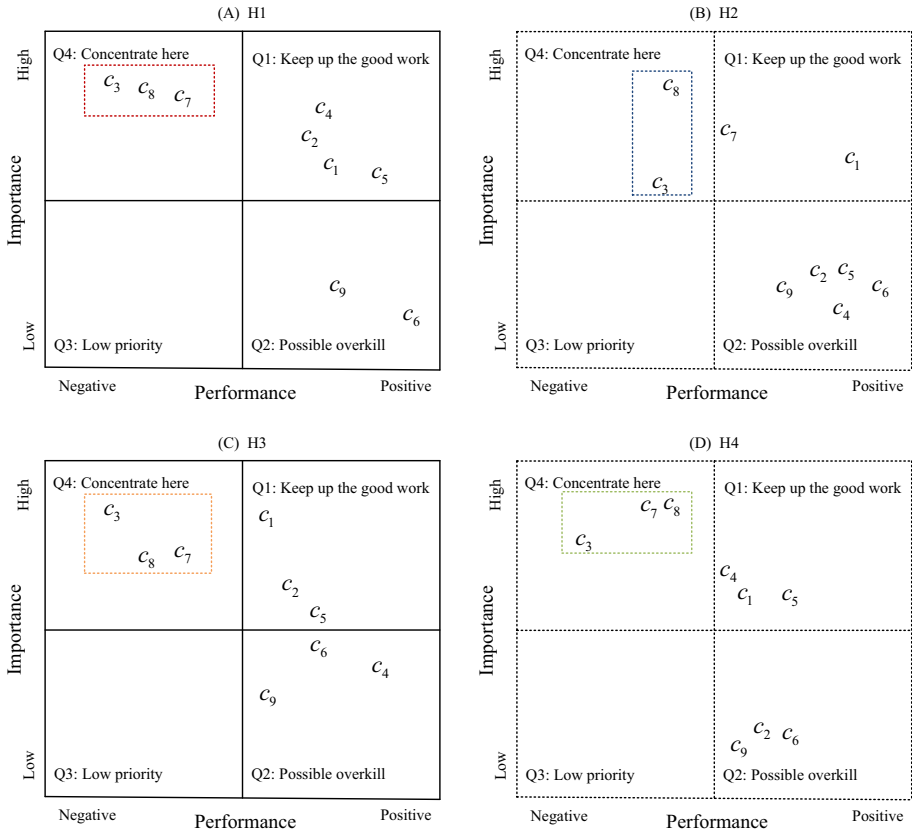 (A) H1
Q4: Concentrate here
Q1: Keep up the good work
High
c3
c8
c7
c4
c2
c1
c5
Importance
c9
c6
Low
Q3: Low priority
Q2: Possible overkill
Negative
Performance
Positive
(B) H2
Q4: Concentrate here
Q1: Keep up the good work
High
c8
c7
c1
c3
Importance
c2
c5
c9
c6
c4
Low
Q3: Low priority
Q2: Possible overkill
Negative
Performance
Positive
(C) H3
Q4: Concentrate here
Q1: Keep up the good work
High
c3
c1
c8
c7
c2
c5
Importance
c6
c4
c9
Low
Q3: Low priority
Q2: Possible overkill
Negative
Performance
Positive
(D) H4
Q4: Concentrate here
Q1: Keep up the good work
High
c7
c8
c3
c4
c1
c5
Importance
c2
c6
c9
Low
Q3: Low priority
Q2: Possible overkill
Negative
Performance
Positive